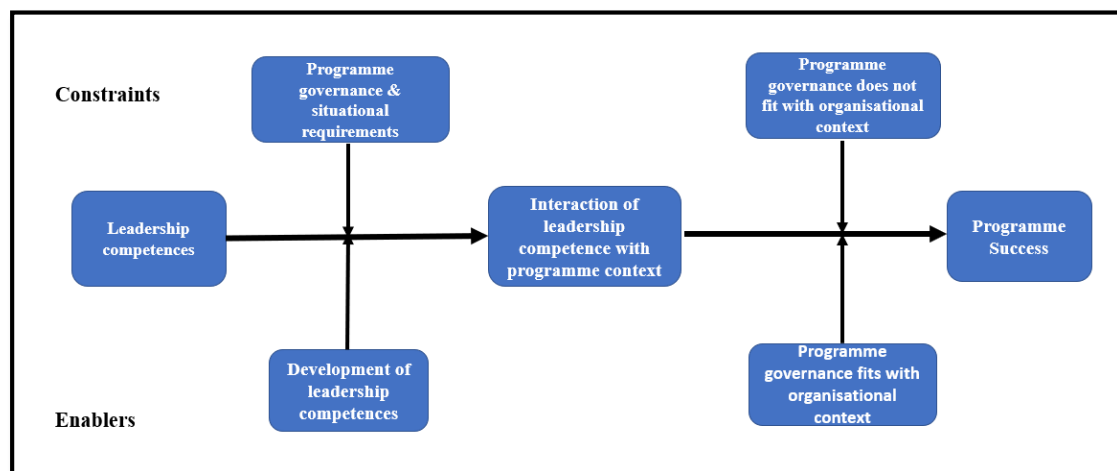 Constraints
Programme
governance &
situational
requirements
Programme
governance does not
fit with organisational
context
Leadership
competences
Interaction of
leadership
competence with
programme context
Programme
Success
Development of
leadership
competences
Programme
governance fits with
organisational
context
Enablers